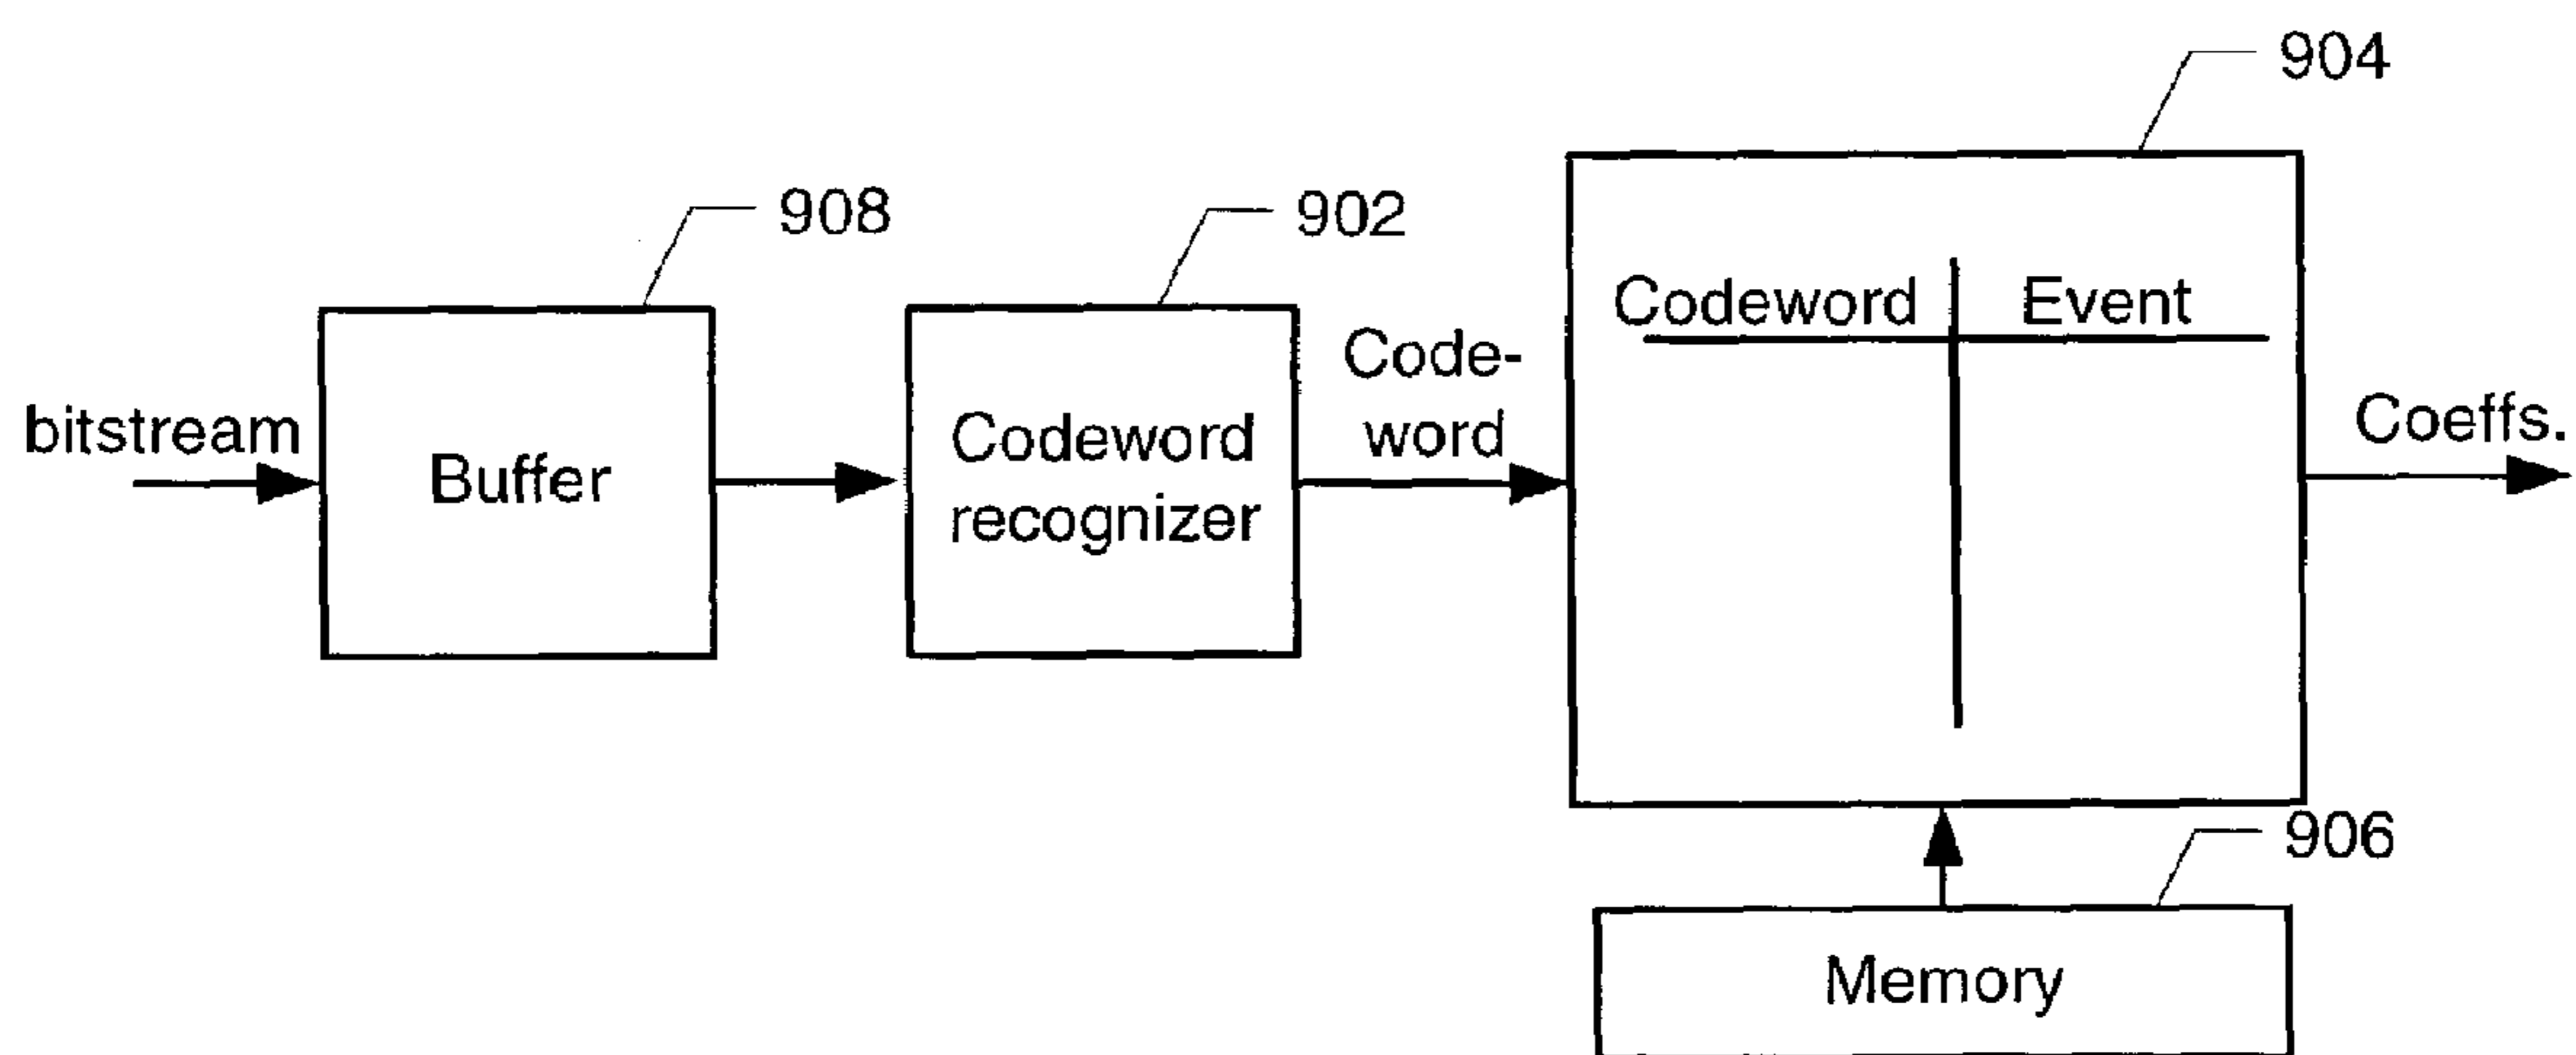 904
908
902
Codeword
Event
Code-
word
bitstream
Buffer
Codeword
recognizer
Coeffs.
906
Memory